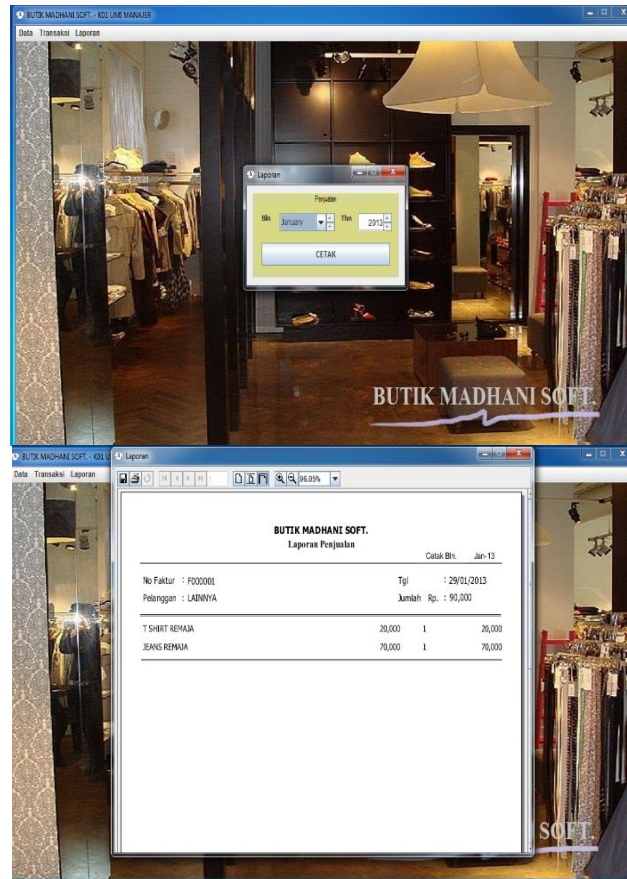 BUTIK MADHANI SOFT. - K01 UMI MANAJER
Data Transaksi Laporan
Laporan
Penjualan
Bln January Thn 2013
CETAK
BUTIK MADHANI SOFT.
BUTIK MADHANI SOFT. - K01 U
Laporan
Data Transaksi Laporan
96.05%
BUTIK MADHANI SOFT.
Laporan Penjualan
Cetak Bln. Jan-13
No Faktur : F000001 Tgl : 29/01/2013
Pelanggan : LAINNYA Jumlah Rp. : 90,000
T SHIRT REMAJA 20,000 1 20,000
JEANS REMAJA 70,000 1 70,000
SOFT.